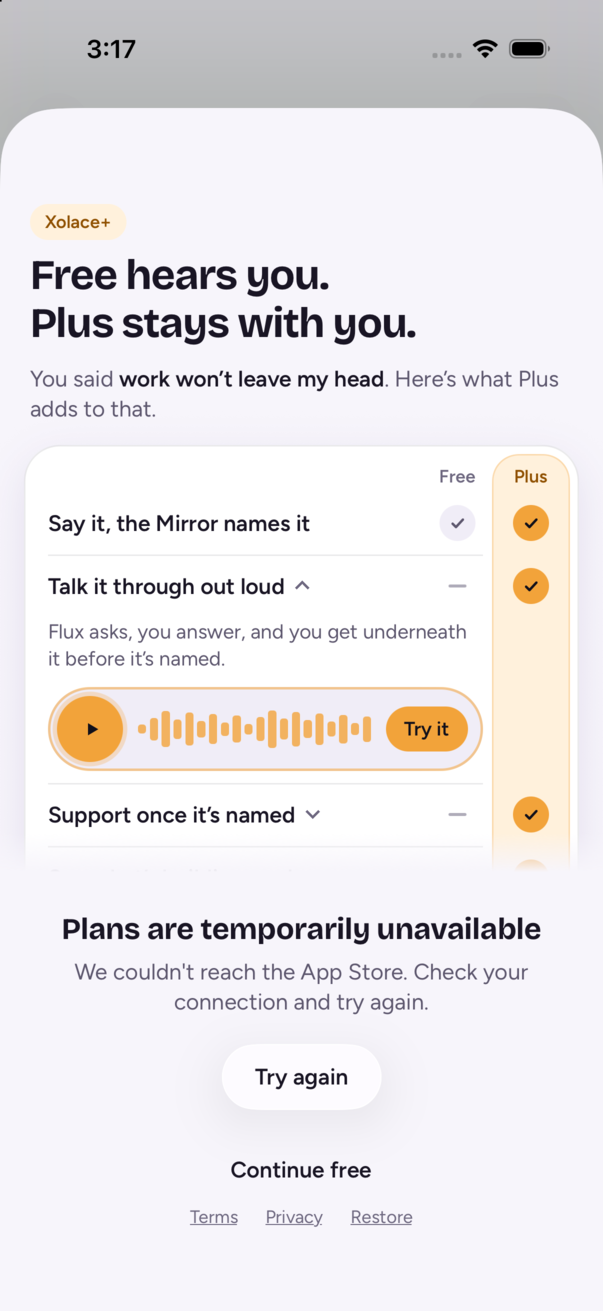 3:17
Xolace+
Free hears you.
Plus stays with you.
You said work won’t leave my head. Here’s what Plus
adds to that.
Free
Plus
Say it, the Mirror names it
Talk it through out loud
Flux asks, you answer, and you get underneath
it before it’s named.
Try it
Support once it’s named
Plans are temporarily unavailable
We couldn't reach the App Store. Check your
connection and try again.
Try again
Continue free
Terms
Privacy
Restore